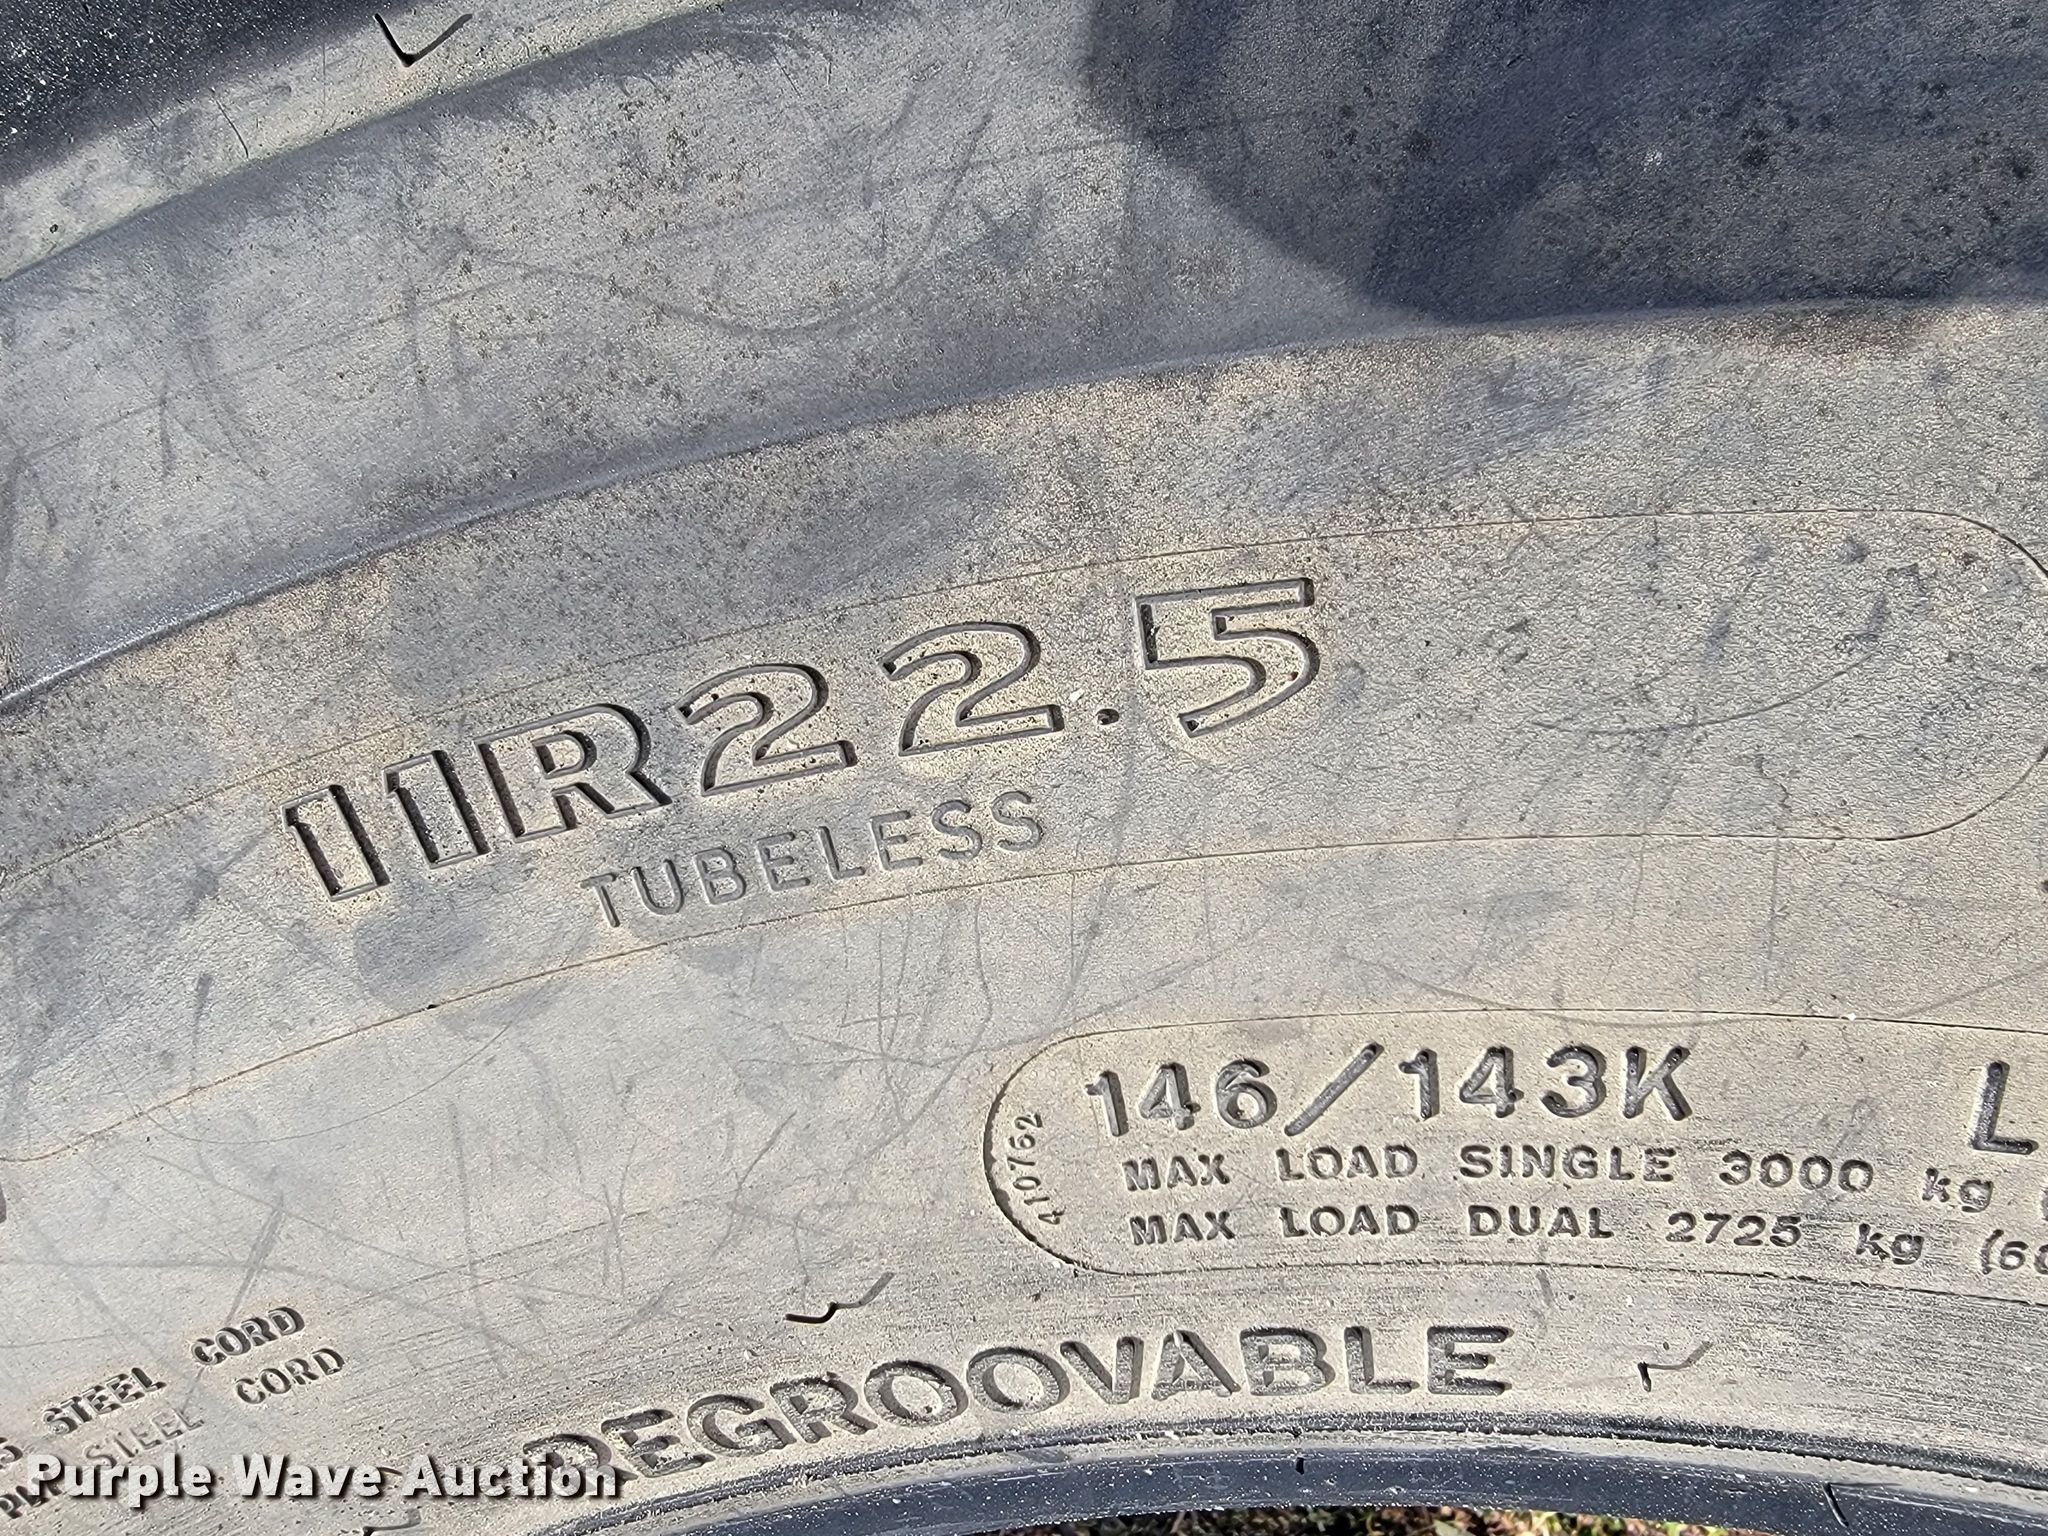 11R22.5
TUBELESS
146/143K L
410762
MAX LOAD SINGLE 3000 kg
MAX LOAD DUAL 2725 kg (60
REGROOVABLE
STEEL CORD
STEEL CORD
Purple Wave Auction